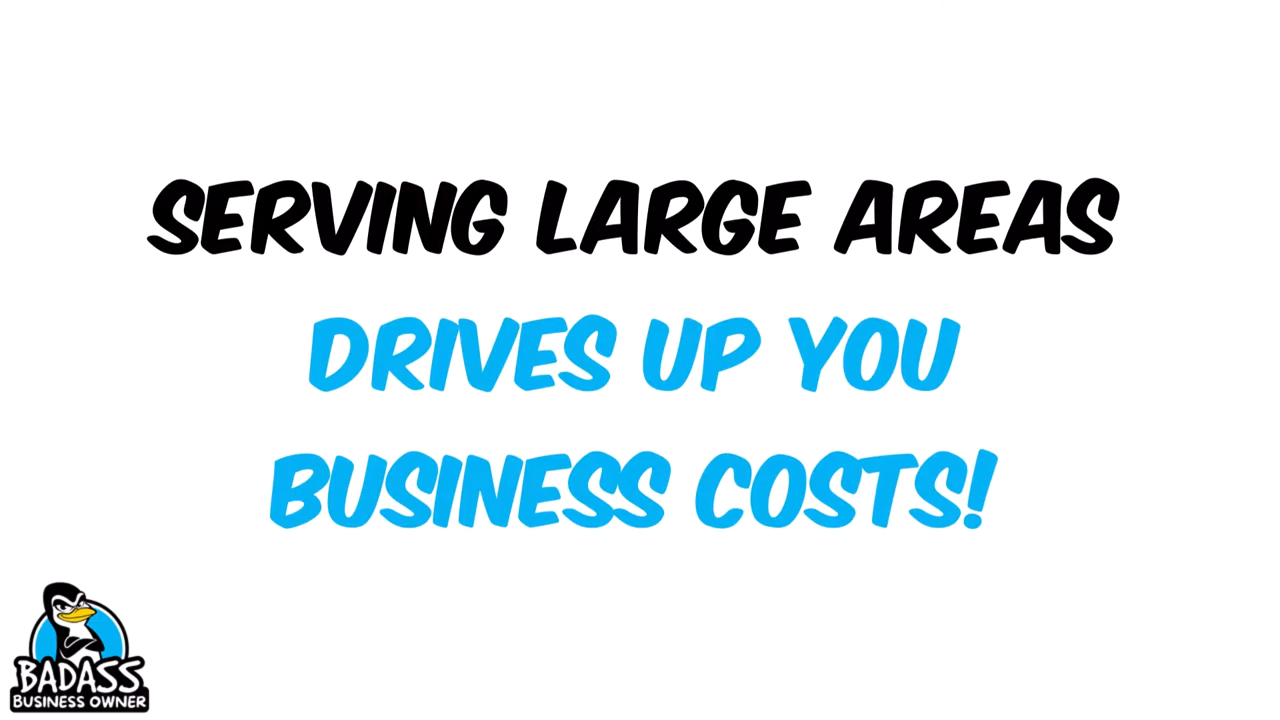 SERVING LARGE AREAS
DRIVES UP YOU
BUSINESS COSTS!
BADASS
BUSINESS OWNER